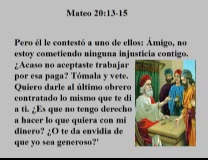 Mateo 20:13-15
Pero él le contestó a uno de ellos: Ámigo, no
estoy cometiendo ninguna injusticia contigo.
¿Acaso no aceptaste trabajar
por esa paga? Tómala y vete.
Quiero darle al último obrero
contratado lo mismo que te di
a ti. ¿Es que no tengo derecho
a hacer lo que quiera con mi
dinero? ¿O te da envidia de
que yo sea generoso?'